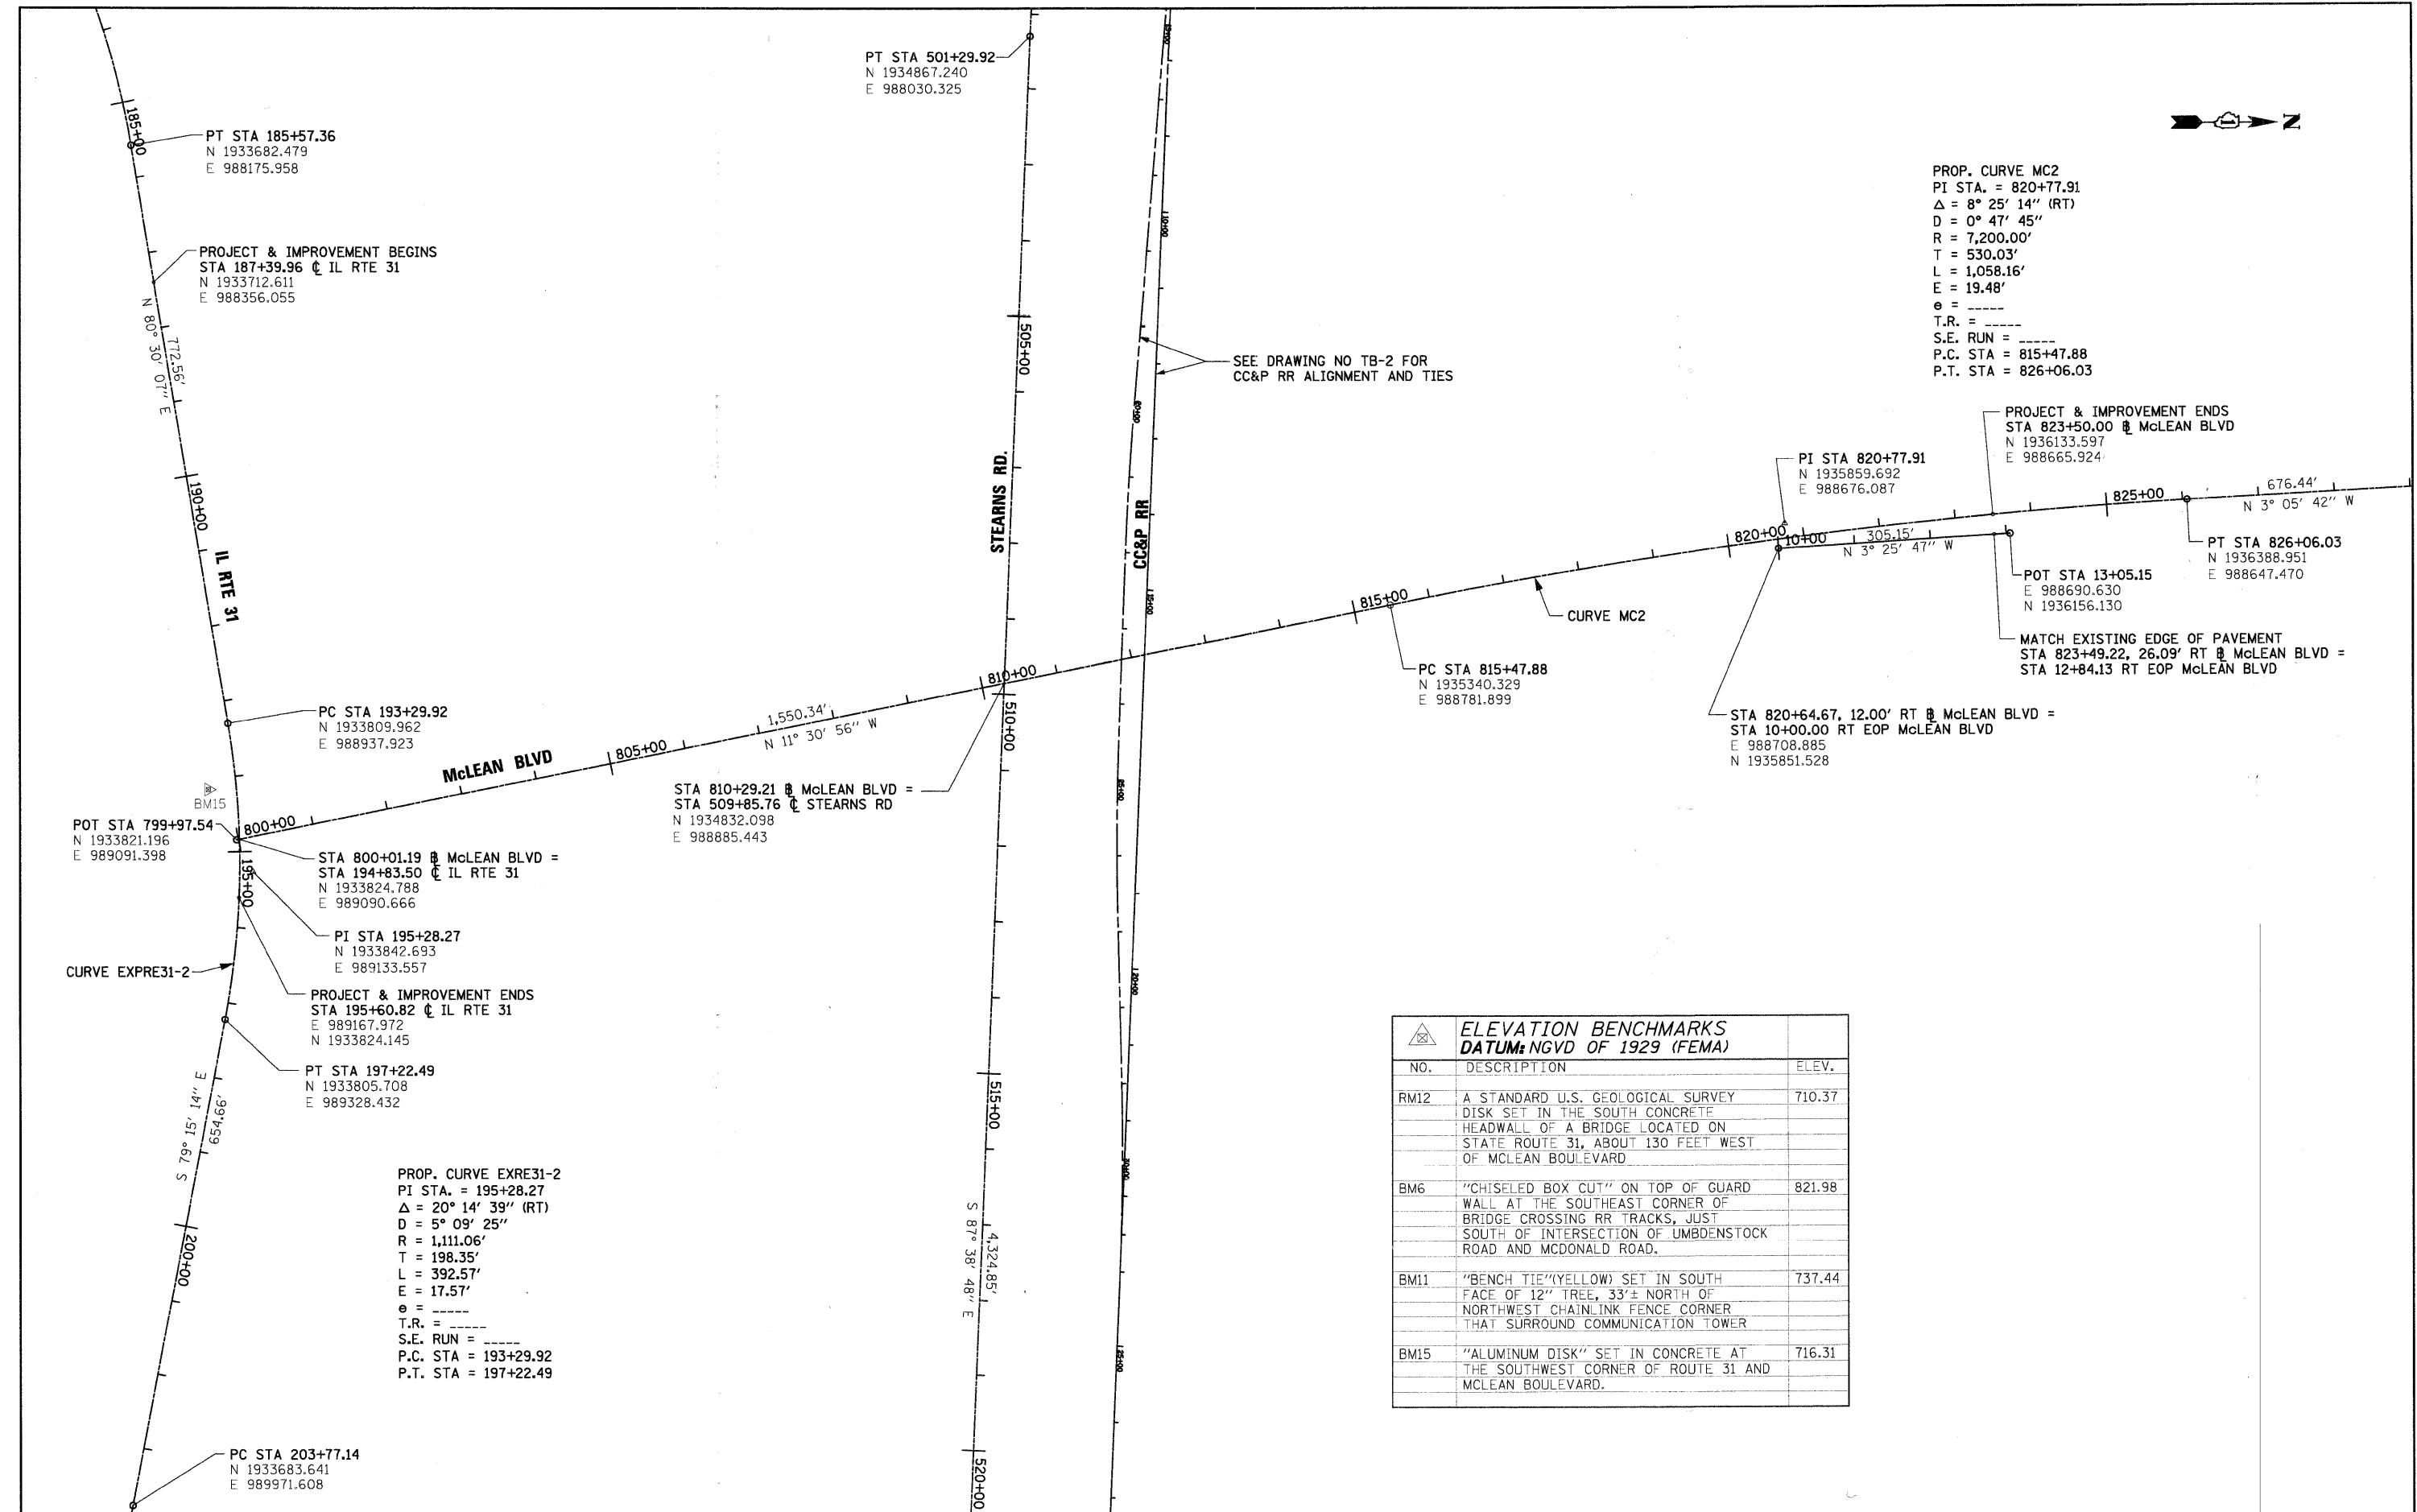 PT STA 501+29.92
N 1934867.240
E 988030.325
185+00
PT STA 185+57.36
N 1933682.479
E 988175.958
PROJECT & IMPROVEMENT BEGINS
STA 187+39.96 ℄ IL RTE 31
N 1933712.611
E 988356.055
N 80° 30' 07" E
772.56'
190+00
IL RTE 31
PC STA 193+29.92
N 1933809.962
E 988937.923
BM15
POT STA 799+97.54
N 1933821.196
E 989091.398
800+00
STA 800+01.19 ⅊ McLEAN BLVD =
STA 194+83.50 ℄ IL RTE 31
N 1933824.788
E 989090.666
195+00
PI STA 195+28.27
N 1933842.693
E 989133.557
CURVE EXPRE31-2
PROJECT & IMPROVEMENT ENDS
STA 195+60.82 ℄ IL RTE 31
E 989167.972
N 1933824.145
PT STA 197+22.49
N 1933805.708
E 989328.432
S 79° 15' 14" E
654.66'
200+00
PROP. CURVE EXRE31-2
PI STA. = 195+28.27
Δ = 20° 14' 39" (RT)
D = 5° 09' 25"
R = 1,111.06'
T = 198.35'
L = 392.57'
E = 17.57'
e = _____
T.R. = _____
S.E. RUN = _____
P.C. STA = 193+29.92
P.T. STA = 197+22.49
PC STA 203+77.14
N 1933683.641
E 989971.608
McLEAN BLVD
805+00
1,550.34'
N 11° 30' 56" W
810+00
STA 810+29.21 ⅊ McLEAN BLVD =
STA 509+85.76 ℄ STEARNS RD
N 1934832.098
E 988885.443
505+00
STEARNS RD.
510+00
515+00
S 87° 38' 48" E
4,324.85'
520+00
110+00
CC&P RR
115+00
120+00
125+00
SEE DRAWING NO TB-2 FOR
CC&P RR ALIGNMENT AND TIES
815+00
PC STA 815+47.88
N 1935340.329
E 988781.899
CURVE MC2
N
PROP. CURVE MC2
PI STA. = 820+77.91
Δ = 8° 25' 14" (RT)
D = 0° 47' 45"
R = 7,200.00'
T = 530.03'
L = 1,058.16'
E = 19.48'
e = _____
T.R. = _____
S.E. RUN = _____
P.C. STA = 815+47.88
P.T. STA = 826+06.03
PROJECT & IMPROVEMENT ENDS
STA 823+50.00 ⅊ McLEAN BLVD
N 1936133.597
E 988665.924
PI STA 820+77.91
N 1935859.692
E 988676.087
820+00
10+00
305.15'
N 3° 25' 47" W
825+00
676.44'
N 3° 05' 42" W
PT STA 826+06.03
N 1936388.951
E 988647.470
POT STA 13+05.15
E 988690.630
N 1936156.130
MATCH EXISTING EDGE OF PAVEMENT
STA 823+49.22, 26.09' RT ⅊ McLEAN BLVD =
STA 12+84.13 RT EOP McLEAN BLVD
STA 820+64.67, 12.00' RT ⅊ McLEAN BLVD =
STA 10+00.00 RT EOP McLEAN BLVD
E 988708.885
N 1935851.528
ELEVATION BENCHMARKS
DATUM: NGVD OF 1929 (FEMA)
NO. DESCRIPTION ELEV.
RM12 A STANDARD U.S. GEOLOGICAL SURVEY 710.37
DISK SET IN THE SOUTH CONCRETE
HEADWALL OF A BRIDGE LOCATED ON
STATE ROUTE 31, ABOUT 130 FEET WEST
OF MCLEAN BOULEVARD
BM6 "CHISELED BOX CUT" ON TOP OF GUARD 821.98
WALL AT THE SOUTHEAST CORNER OF
BRIDGE CROSSING RR TRACKS, JUST
SOUTH OF INTERSECTION OF UMBDENSTOCK
ROAD AND MCDONALD ROAD.
BM11 "BENCH TIE"(YELLOW) SET IN SOUTH 737.44
FACE OF 12" TREE, 33'± NORTH OF
NORTHWEST CHAINLINK FENCE CORNER
THAT SURROUND COMMUNICATION TOWER
BM15 "ALUMINUM DISK" SET IN CONCRETE AT 716.31
THE SOUTHWEST CORNER OF ROUTE 31 AND
MCLEAN BOULEVARD.